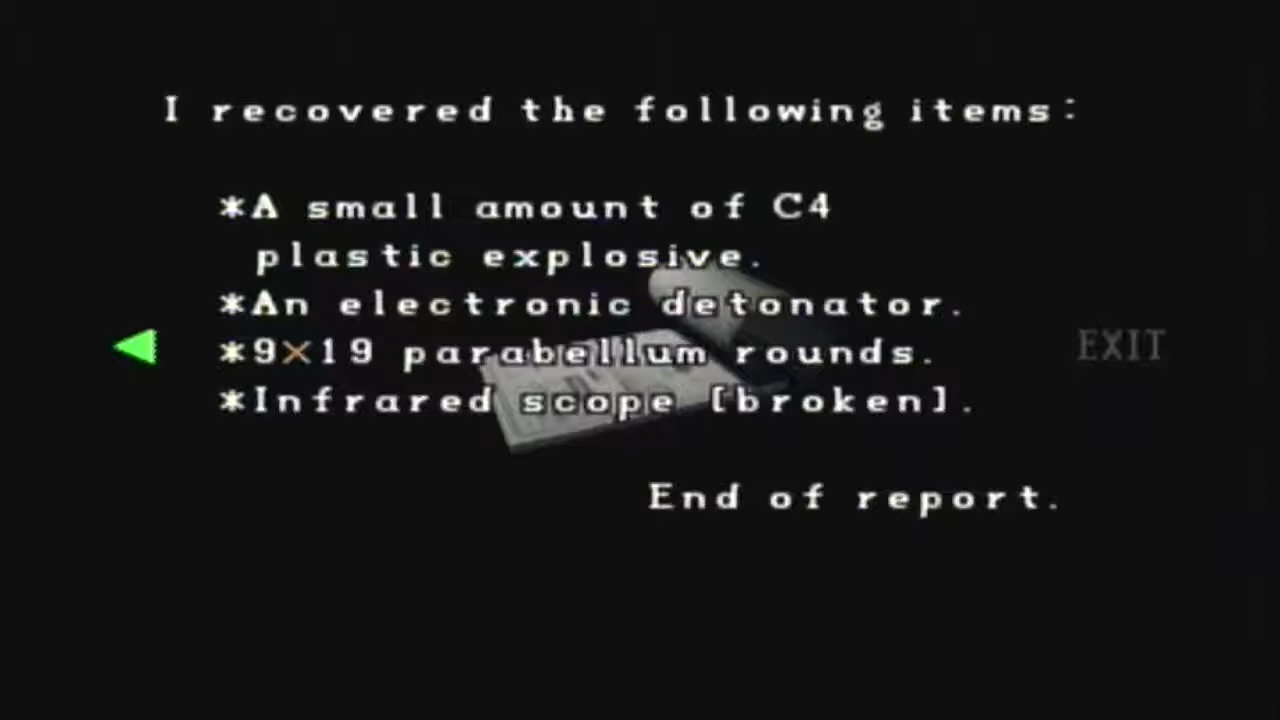 I recovered the following items:
*A small amount of C4
plastic explosive.
*An electronic detonator.
*9×19 parabellum rounds.
EXIT
*Infrared scope [broken].
End of report.